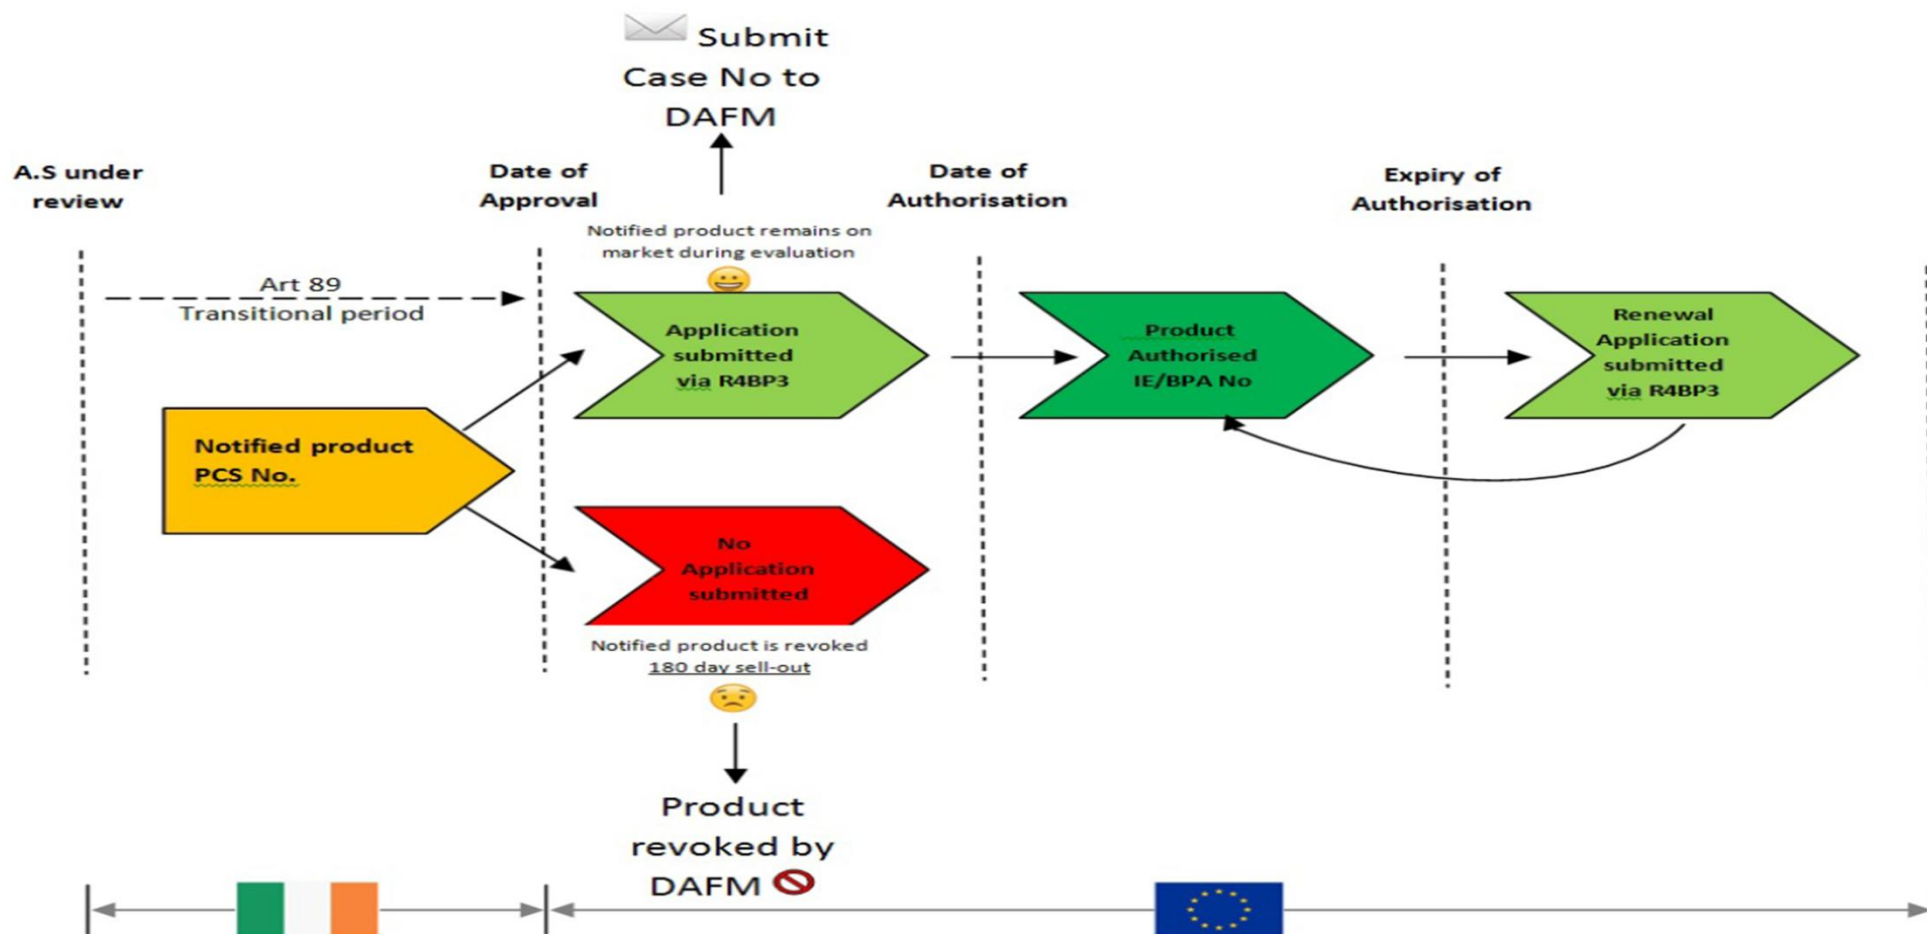 Submit
Case No to
DAFM
A.S under
review
Date of
Approval
Date of
Authorisation
Expiry of
Authorisation
Notified product remains on
market during evaluation
Art 89
Transitional period
Application
submitted
via R4BP3
Product
Authorised
IE/BPA No
Renewal
Application
submitted
via R4BP3
Notified product
PCS No.
No
Application
submitted
Notified product is revoked
180 day sell-out
Product
revoked by
DAFM